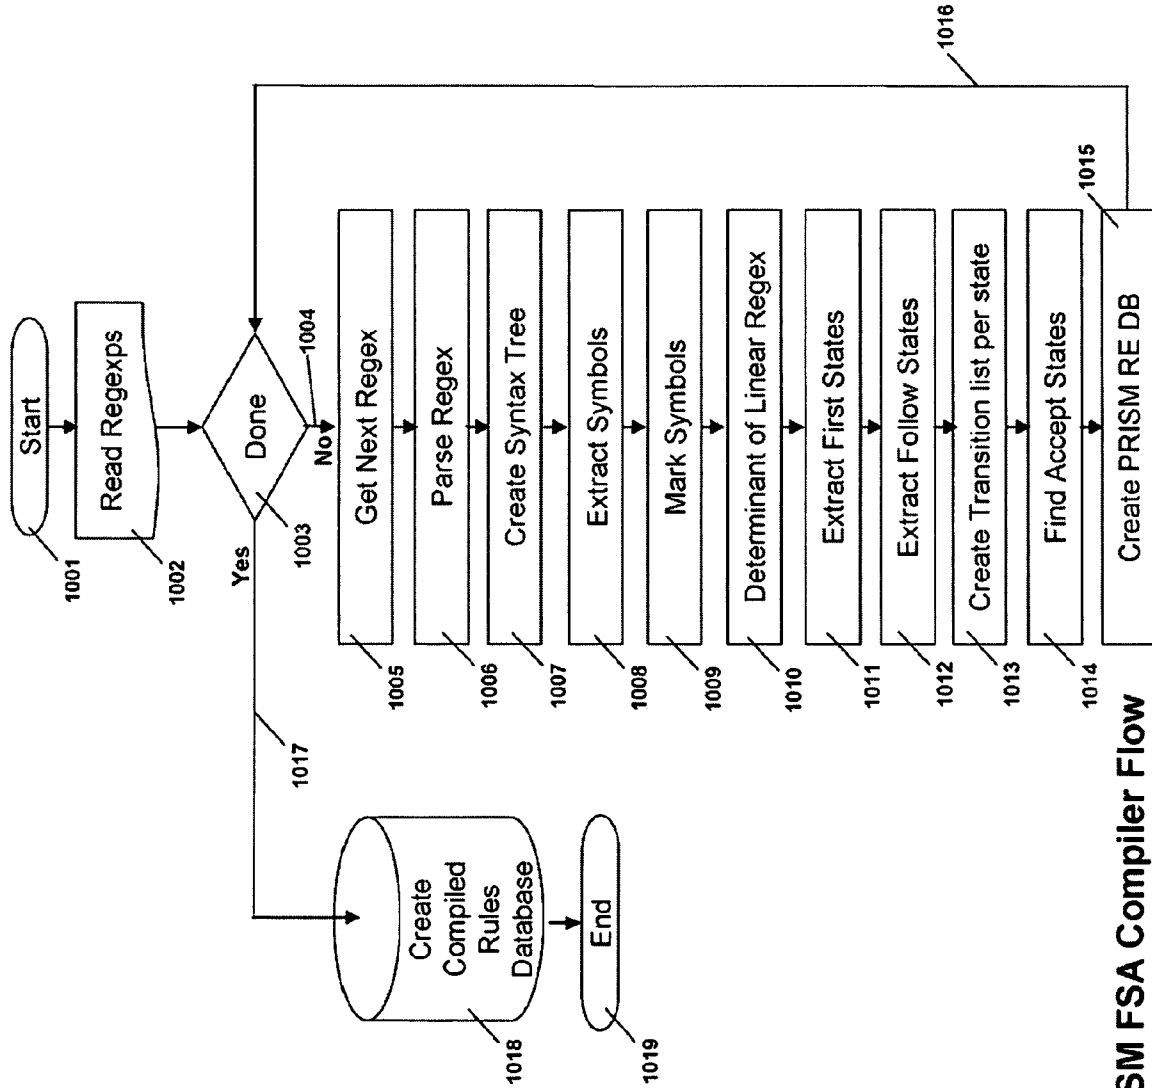 Start
1001
Read Regexps
1002
Done
1003
Yes
No
1004
1016
1017
Get Next Regex
1005
Parse Regex
1006
Create Syntax Tree
1007
Extract Symbols
1008
Mark Symbols
1009
Determinant of Linear Regex
1010
Extract First States
1011
Extract Follow States
1012
Create Transition list per state
1013
Find Accept States
1014
Create PRISM RE DB
1015
Create
Compiled
Rules
Database
1018
End
1019
SM FSA Compiler Flow